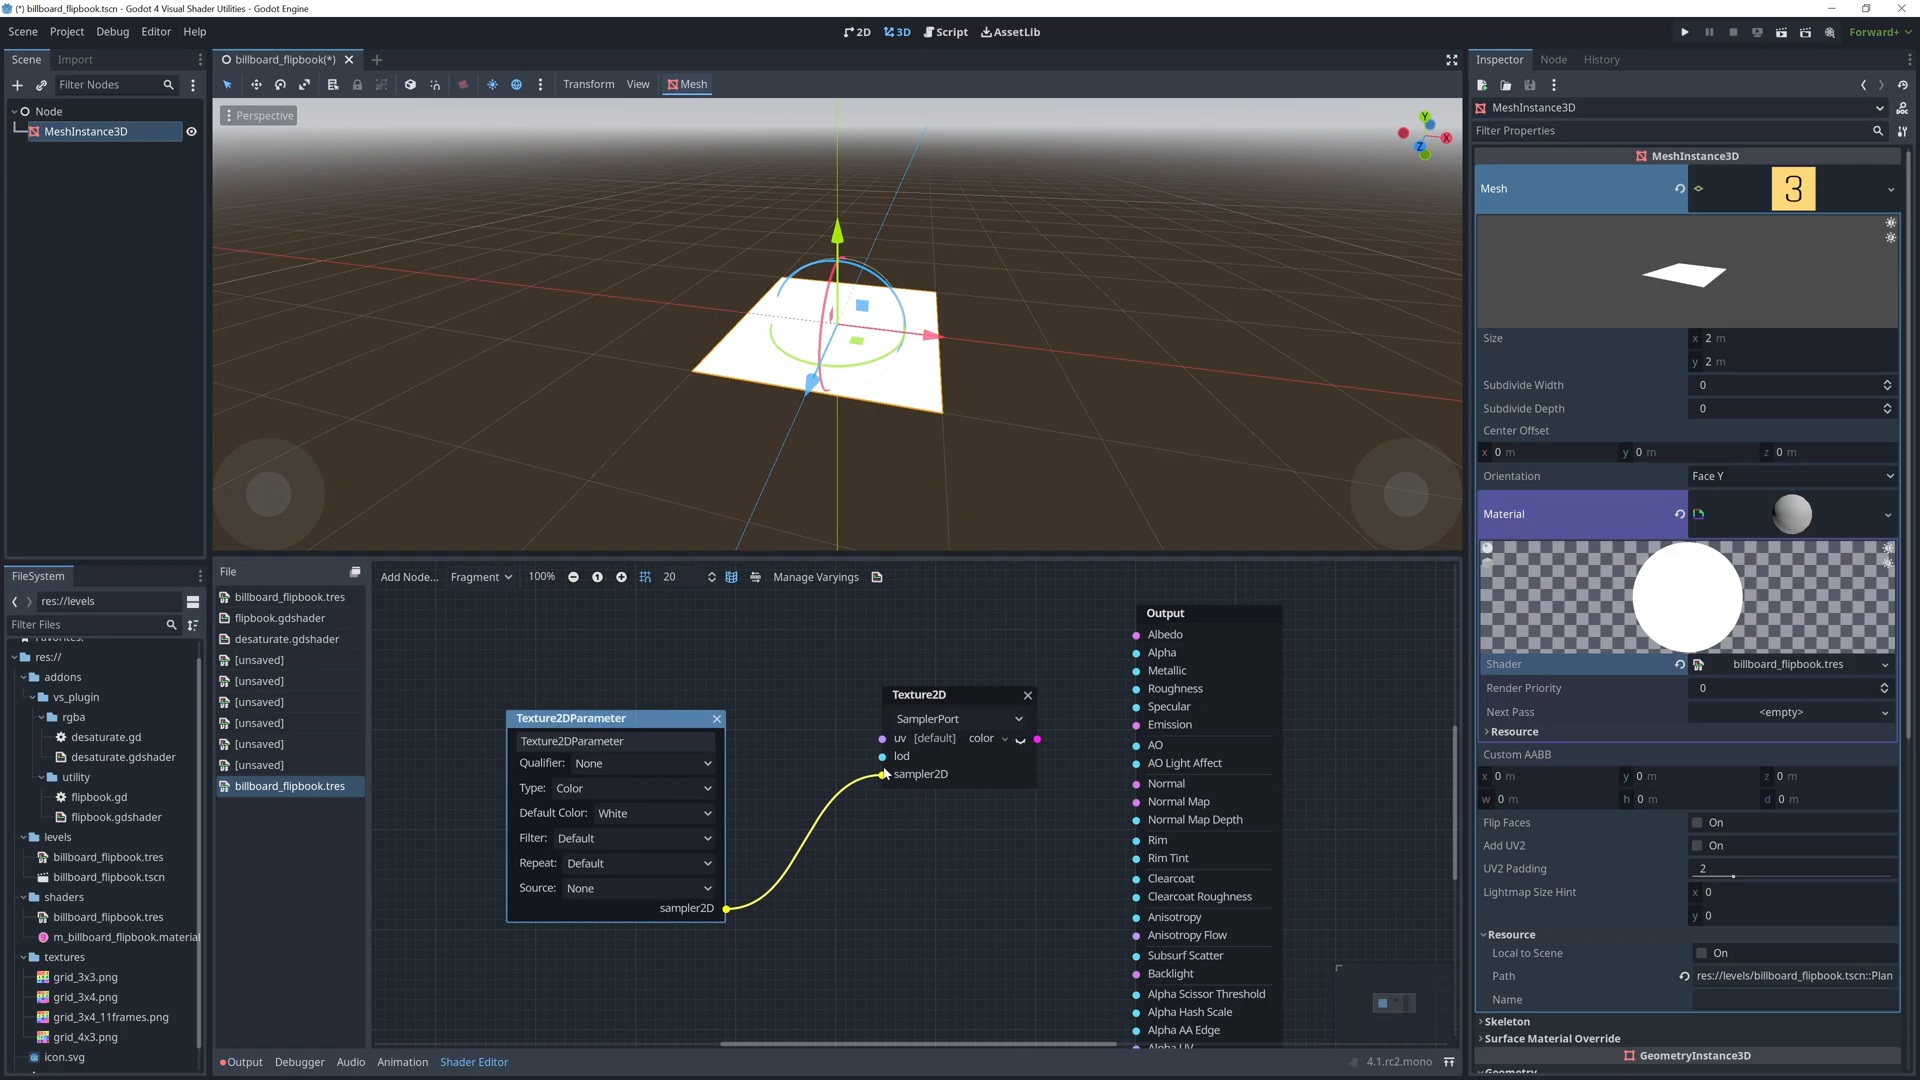 (*) billboard_flipbook.tscn - Godot 4 Visual Shader Utilities - Godot Engine
Scene Project Debug Editor Help
2D 3D Script AssetLib
Forward+
Scene Import
Filter Nodes
Node
MeshInstance3D
billboard_flipbook(*)
Transform View Mesh
Perspective
Y
X
Z
FileSystem
res://levels
Filter Files
Favorites:
res://
addons
vs_plugin
rgba
desaturate.gd
desaturate.gdshader
utility
flipbook.gd
flipbook.gdshader
levels
billboard_flipbook.tres
billboard_flipbook.tscn
shaders
billboard_flipbook.tres
m_billboard_flipbook.material
textures
grid_3x3.png
grid_3x4.png
grid_3x4_11frames.png
grid_4x3.png
icon.svg
File
billboard_flipbook.tres
flipbook.gdshader
desaturate.gdshader
[unsaved]
[unsaved]
[unsaved]
[unsaved]
[unsaved]
[unsaved]
billboard_flipbook.tres
Add Node... Fragment 100% 20 Manage Varyings
Texture2DParameter
Texture2DParameter
Qualifier: None
Type: Color
Default Color: White
Filter: Default
Repeat: Default
Source: None
sampler2D
Texture2D
SamplerPort
uv [default] color
lod
sampler2D
Output
Albedo
Alpha
Metallic
Roughness
Specular
Emission
AO
AO Light Affect
Normal
Normal Map
Normal Map Depth
Rim
Rim Tint
Clearcoat
Clearcoat Roughness
Anisotropy
Anisotropy Flow
Subsurf Scatter
Backlight
Alpha Scissor Threshold
Alpha Hash Scale
Alpha AA Edge
Alpha UV
Output Debugger Audio Animation Shader Editor
4.1.rc2.mono
Inspector Node History
MeshInstance3D
Filter Properties
MeshInstance3D
Mesh 3
Size x 2 m
y 2 m
Subdivide Width 0
Subdivide Depth 0
Center Offset
x 0 m y 0 m z 0 m
Orientation Face Y
Material
Shader billboard_flipbook.tres
Render Priority 0
Next Pass <empty>
Resource
Custom AABB
x 0 m y 0 m z 0 m
w 0 m h 0 m d 0 m
Flip Faces On
Add UV2 On
UV2 Padding 2
Lightmap Size Hint x 0
y 0
Resource
Local to Scene On
Path res://levels/billboard_flipbook.tscn::Plan
Name
Skeleton
Surface Material Override
GeometryInstance3D
Geometry